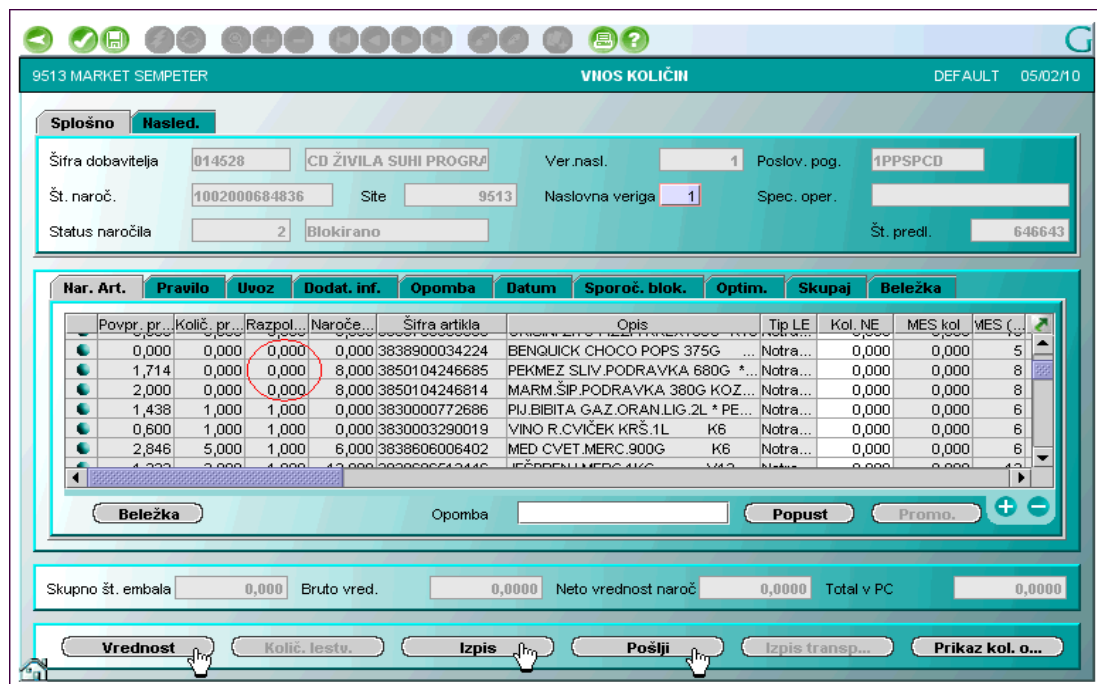 G
9513 MARKET SEMPETER VNOS KOLIČIN DEFAULT 05/02/10
Splošno Nasled.
Šifra dobavitelja 014528 CD ŽIVILA SUHI PROGRA Ver.nasl. 1 Poslov. pog. 1PPSPCD
Št. naroč. 1002000684836 Site 9513 Naslovna veriga 1 Spec. oper.
Status naročila 2 Blokirano Št. predl. 646643
Nar. Art. Pravilo Uvoz Dodat. inf. Opomba Datum Sporoč. blok. Optim. Skupaj Beležka
Povpr. pr... Količ. pr... Razpol... Naroče... Šifra artikla Opis Tip LE Kol. NE MES kol MES (...
0,000 0,000 0,000 0,000 3838900034224 BENQUICK CHOCO POPS 375G ... Notra... 0,000 0,000 5
1,714 0,000 0,000 8,000 3850104246685 PEKMEZ SLIV.PODRAVKA 680G *... Notra... 0,000 0,000 8
2,000 0,000 0,000 8,000 3850104246814 MARM.ŠIP.PODRAVKA 380G KOZ... Notra... 0,000 0,000 8
1,438 1,000 1,000 0,000 3830000772686 PIJ.BIBITA GAZ.ORAN.LIG.2L * PE... Notra... 0,000 0,000 6
0,600 1,000 1,000 0,000 3830003290019 VINO R.CVIČEK KRŠ.1L K6 Notra... 0,000 0,000 6
2,846 5,000 1,000 6,000 3838606006402 MED CVET.MERC.900G K6 Notra... 0,000 0,000 6
Beležka Opomba Popust Promo.
Skupno št. embala 0,000 Bruto vred. 0,0000 Neto vrednost naroč 0,0000 Total v PC 0,0000
Vrednost Količ. lestv. Izpis Pošlji Izpis transp... Prikaz kol. o...